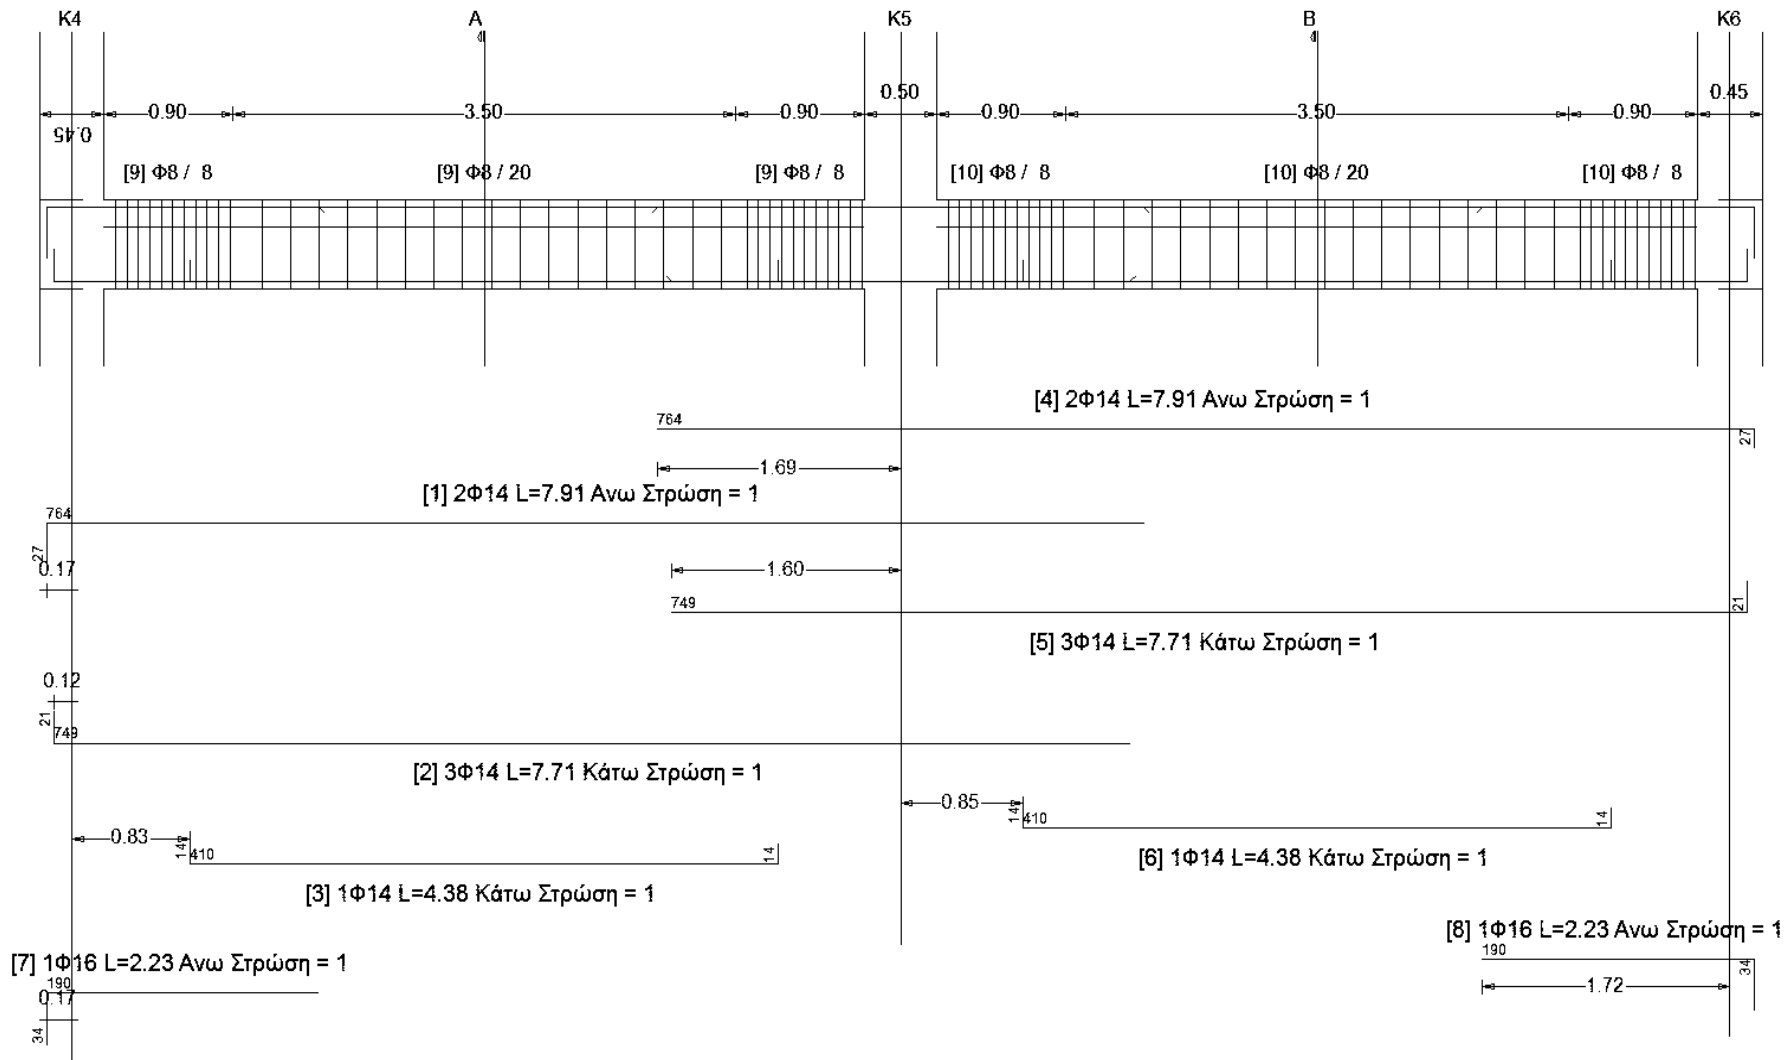 K4 A K5 B K6
0.45 0.90 3.50 0.90 0.50 0.90 3.50 0.90 0.45
[9] Φ8 / 8 [9] Φ8 / 20 [9] Φ8 / 8 [10] Φ8 / 8 [10] Φ8 / 20 [10] Φ8 / 8
[4] 2Φ14 L=7.91 Ανω Στρώση = 1
764
27
1.69
[1] 2Φ14 L=7.91 Ανω Στρώση = 1
764
27
0.17
1.60
749
21
[5] 3Φ14 L=7.71 Κάτω Στρώση = 1
0.12
21
749
[2] 3Φ14 L=7.71 Κάτω Στρώση = 1
0.85
14 410 14
[6] 1Φ14 L=4.38 Κάτω Στρώση = 1
0.83
14 410 14
[3] 1Φ14 L=4.38 Κάτω Στρώση = 1
[8] 1Φ16 L=2.23 Ανω Στρώση = 1
190
34
1.72
[7] 1Φ16 L=2.23 Ανω Στρώση = 1
190
0.17
34